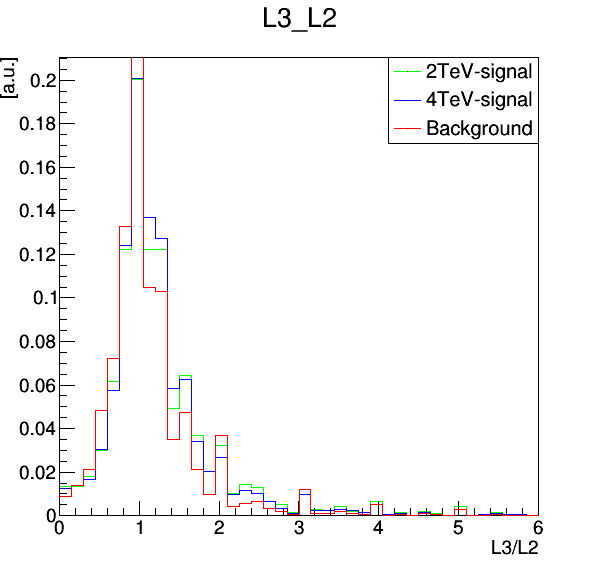 L3_L2
[a.u.]
2TeV-signal
4TeV-signal
Background
0.2
0.18
0.16
0.14
0.12
0.1
0.08
0.06
0.04
0.02
0
0 1 2 3 4 5 6
L3/L2